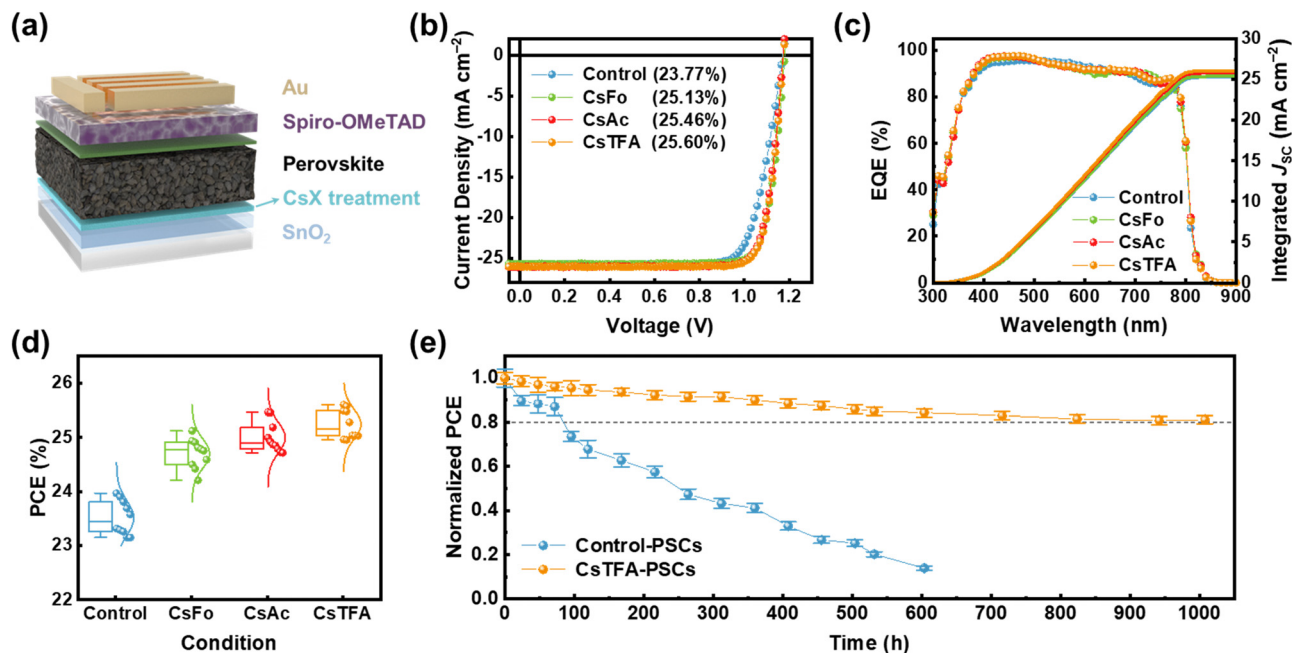 (a)
Au
Spiro-OMeTAD
Perovskite
CsX treatment
SnO₂
(b)
Current Density (mA cm⁻²)
0
-5
-10
-15
-20
-25
Control (23.77%)
CsFo (25.13%)
CsAc (25.46%)
CsTFA (25.60%)
0.0 0.2 0.4 0.6 0.8 1.0 1.2
Voltage (V)
(c)
EQE (%)
100
80
60
40
20
0
Control
CsFo
CsAc
CsTFA
30
25
20
15
10
5
0
Integrated JSC (mA cm⁻²)
300 400 500 600 700 800 900
Wavelength (nm)
(d)
PCE (%)
26
25
24
23
22
Control CsFo CsAc CsTFA
Condition
(e)
Normalized PCE
1.0
0.8
0.6
0.4
0.2
0.0
Control-PSCs
CsTFA-PSCs
0 100 200 300 400 500 600 700 800 900 1000
Time (h)